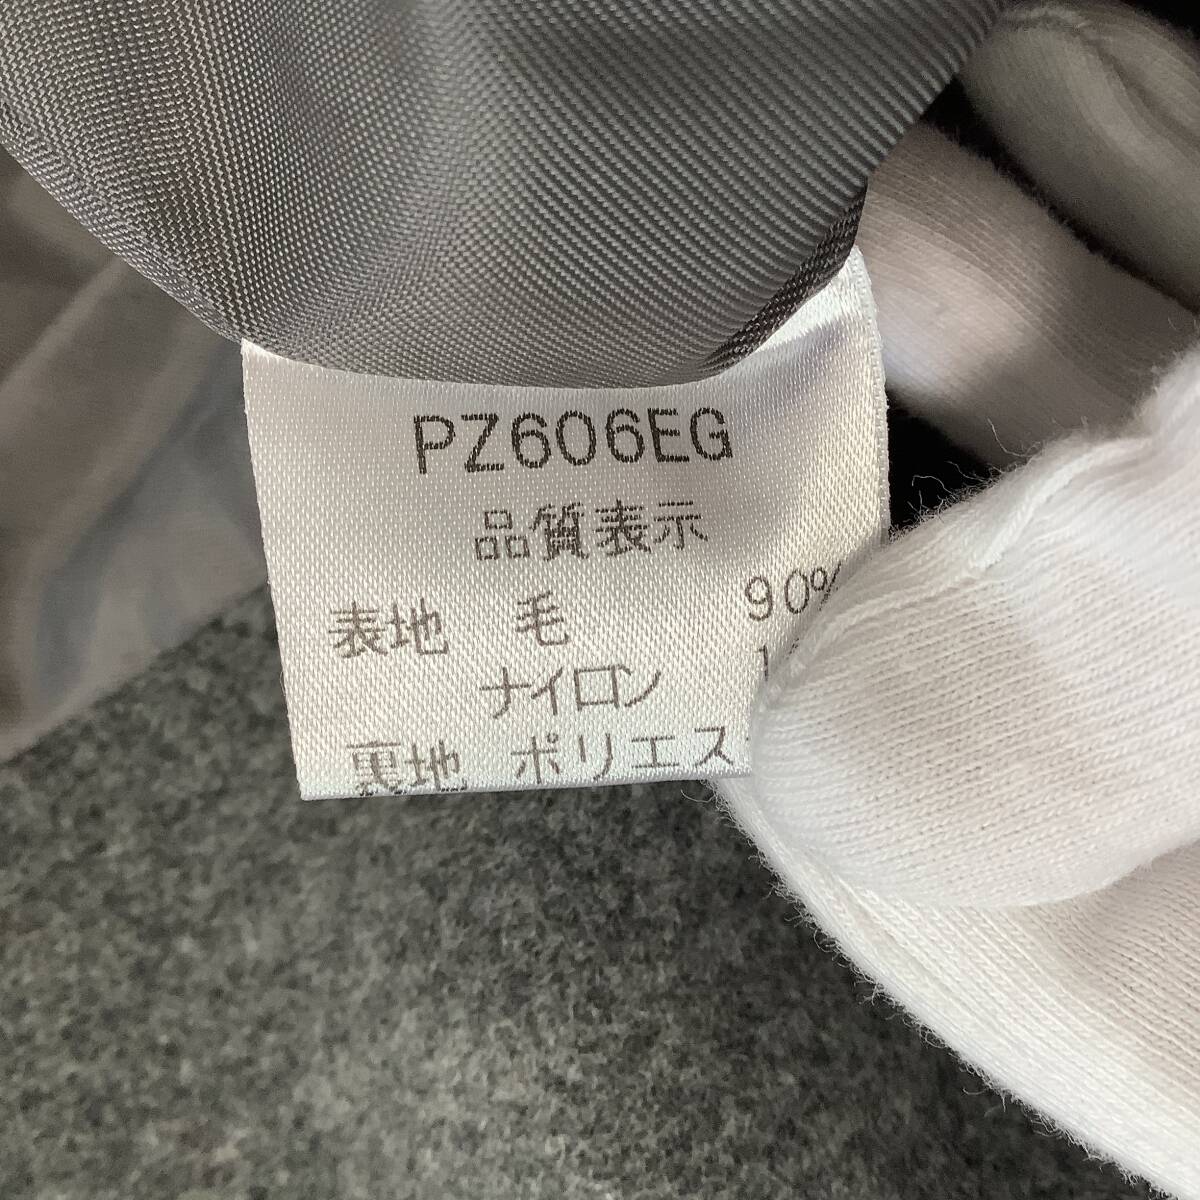 PZ606EG
品質表示
表地 毛 90%
ナイロン
裏地 ポリエス